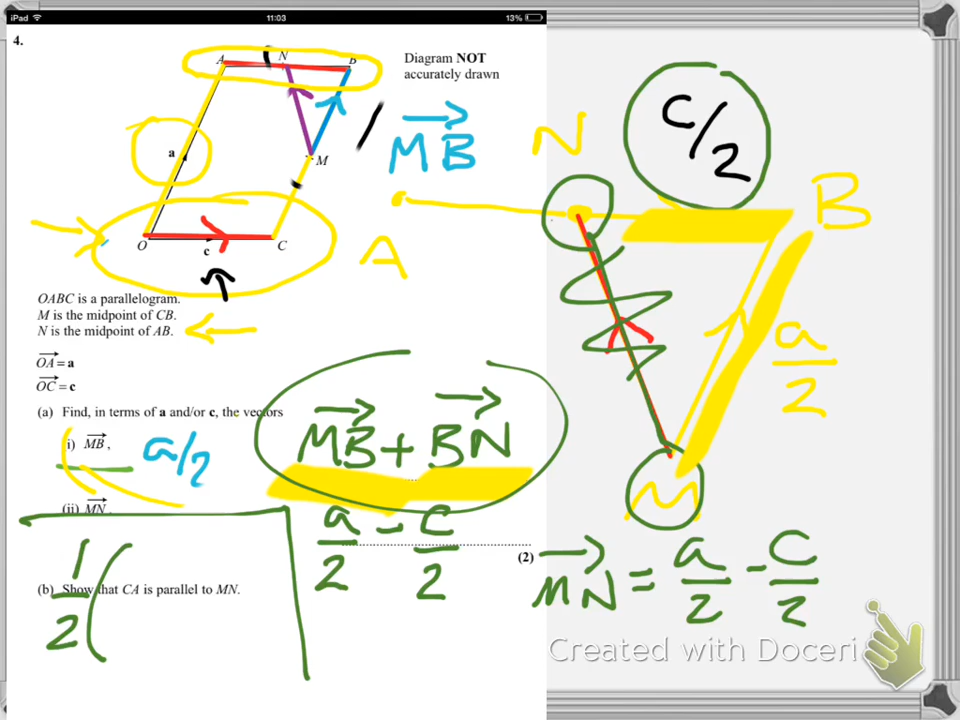 iPad 11:03 13%
4.
A N B
Diagram NOT
accurately drawn
a
M
O C
c
MB
N
c/2
B
A
a/2
M
OABC is a parallelogram.
M is the midpoint of CB.
N is the midpoint of AB.
OA = a
OC = c
(a) Find, in terms of a and/or c, the vectors
i) MB, a/2
MB + BN
(ii) MN
a/2 - c/2
(2)
MN = a/2 - c/2
(b) Show that CA is parallel to MN.
1/2 (
Created with Doceri